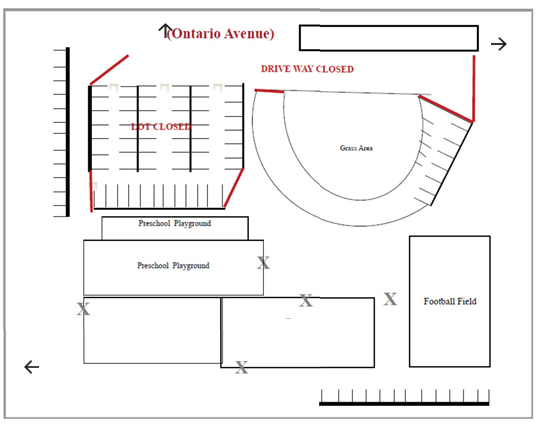 (Ontario Avenue)
DRIVE WAY CLOSED
LOT CLOSED
Grass Area
Preschool Playground
Preschool Playground
X
X
X
X
Football Field
X